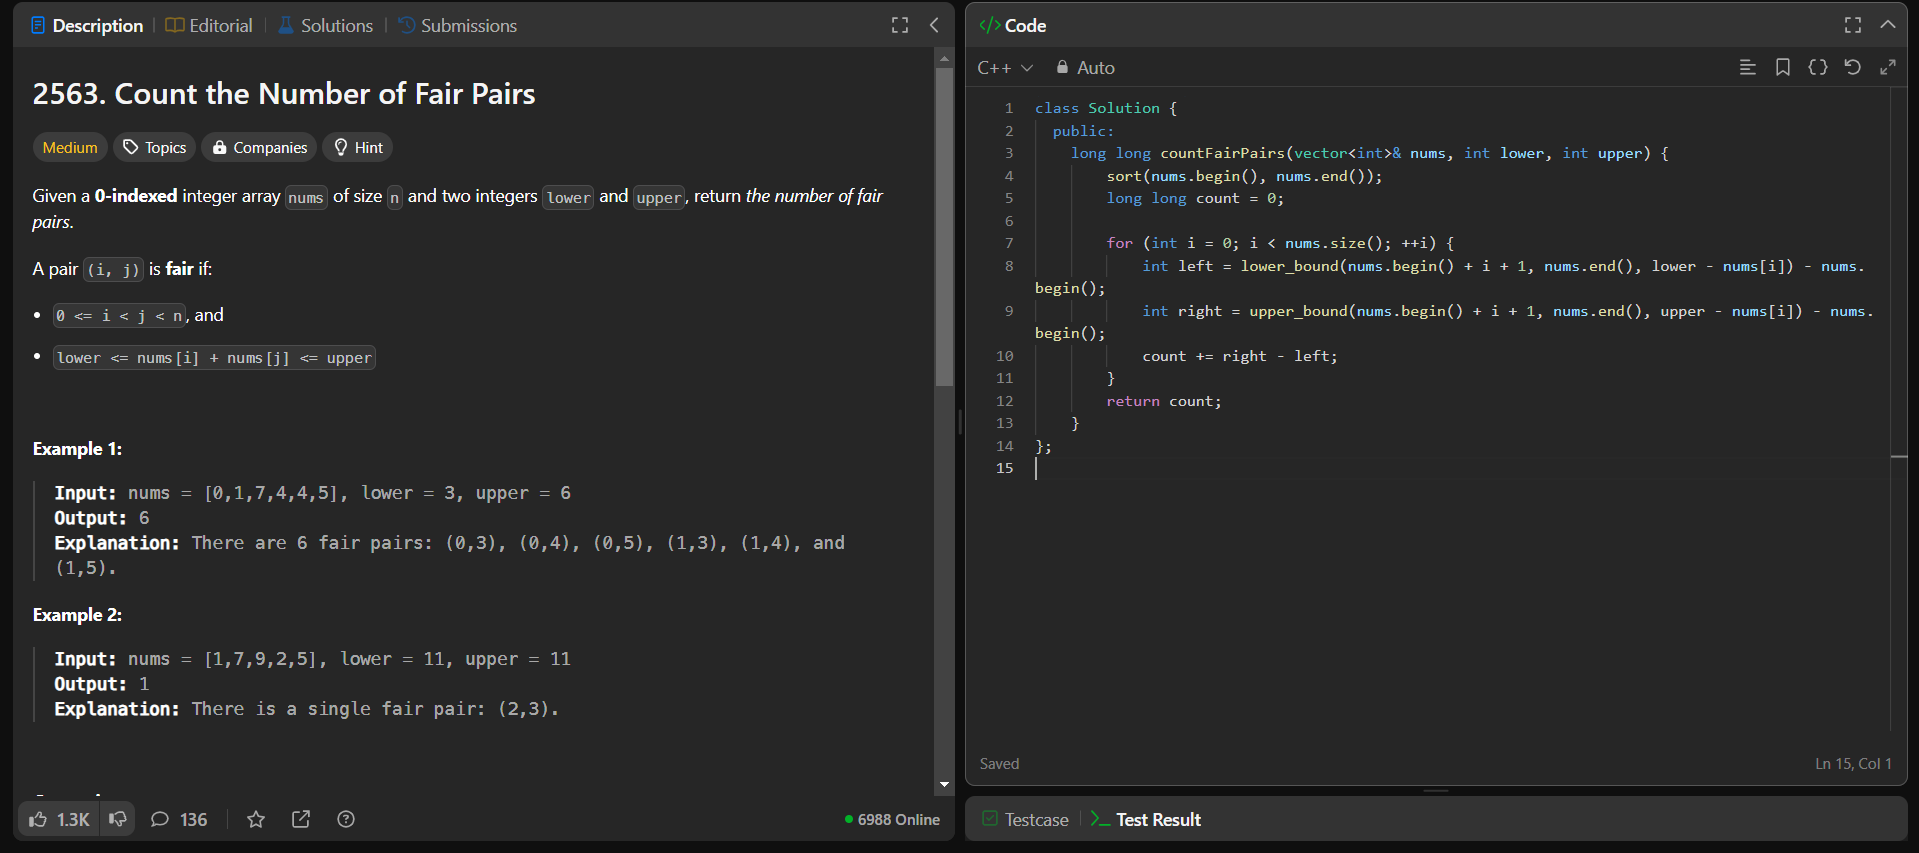 Description
Editorial
Solutions
Submissions
2563. Count the Number of Fair Pairs
Medium
Topics
Companies
Hint
Given a 0-indexed integer array nums of size n and two integers lower and upper, return the number of fair
pairs.
A pair (i, j) is fair if:
• 0 <= i < j < n, and
• lower <= nums[i] + nums[j] <= upper
Example 1:
Input: nums = [0,1,7,4,4,5], lower = 3, upper = 6
Output: 6
Explanation: There are 6 fair pairs: (0,3), (0,4), (0,5), (1,3), (1,4), and
(1,5).
Example 2:
Input: nums = [1,7,9,2,5], lower = 11, upper = 11
Output: 1
Explanation: There is a single fair pair: (2,3).
1.3K
136
6988 Online
</> Code
C++
Auto
1 class Solution {
2 public:
3 long long countFairPairs(vector<int>& nums, int lower, int upper) {
4 sort(nums.begin(), nums.end());
5 long long count = 0;
6
7 for (int i = 0; i < nums.size(); ++i) {
8 int left = lower_bound(nums.begin() + i + 1, nums.end(), lower - nums[i]) - nums.
begin();
9 int right = upper_bound(nums.begin() + i + 1, nums.end(), upper - nums[i]) - nums.
begin();
10 count += right - left;
11 }
12 return count;
13 }
14 };
15
Saved
Ln 15, Col 1
Testcase
Test Result